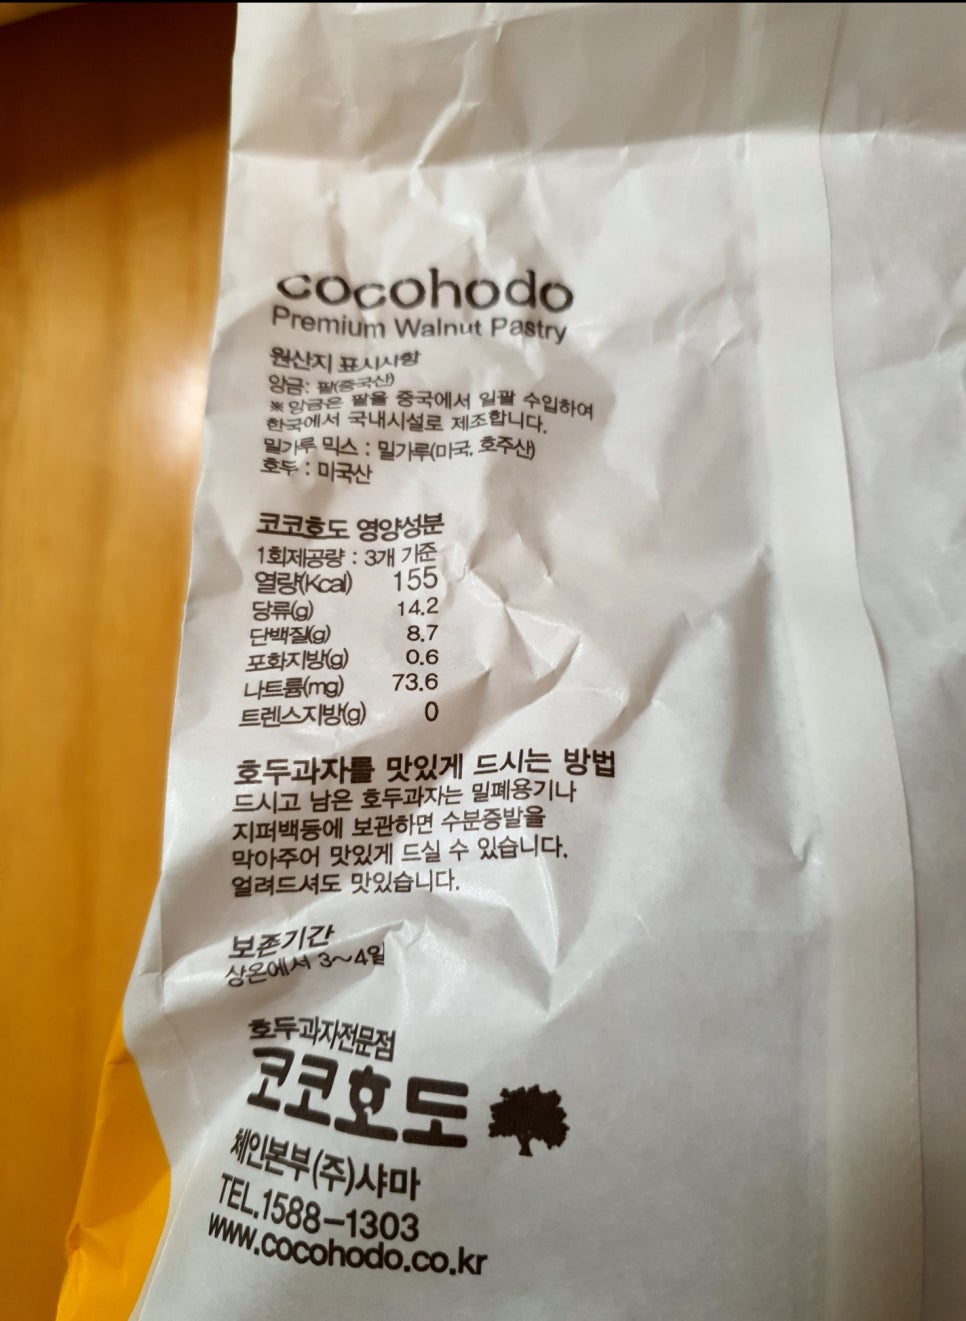 cocohodo
Premium Walnut Pastry
원산지 표시사항
앙금: 팥(중국산)
※ 앙금은 팥을 중국에서 일괄 수입하여
한국에서 국내시설로 제조합니다.
밀가루 믹스 : 밀가루(미국, 호주산)
호두 : 미국산
코코호도 영양성분
1회제공량 : 3개 기준
열량(Kcal) 155
당류(g) 14.2
단백질(g) 8.7
포화지방(g) 0.6
나트륨(mg) 73.6
트렌스지방(g) 0
호두과자를 맛있게 드시는 방법
드시고 남은 호두과자는 밀폐용기나
지퍼백등에 보관하면 수분증발을
막아주어 맛있게 드실 수 있습니다.
얼려드셔도 맛있습니다.
보존기간
상온에서 3~4일
호두과자전문점
코코호도
체인본부(주)샤마
TEL.1588-1303
www.cocohodo.co.kr